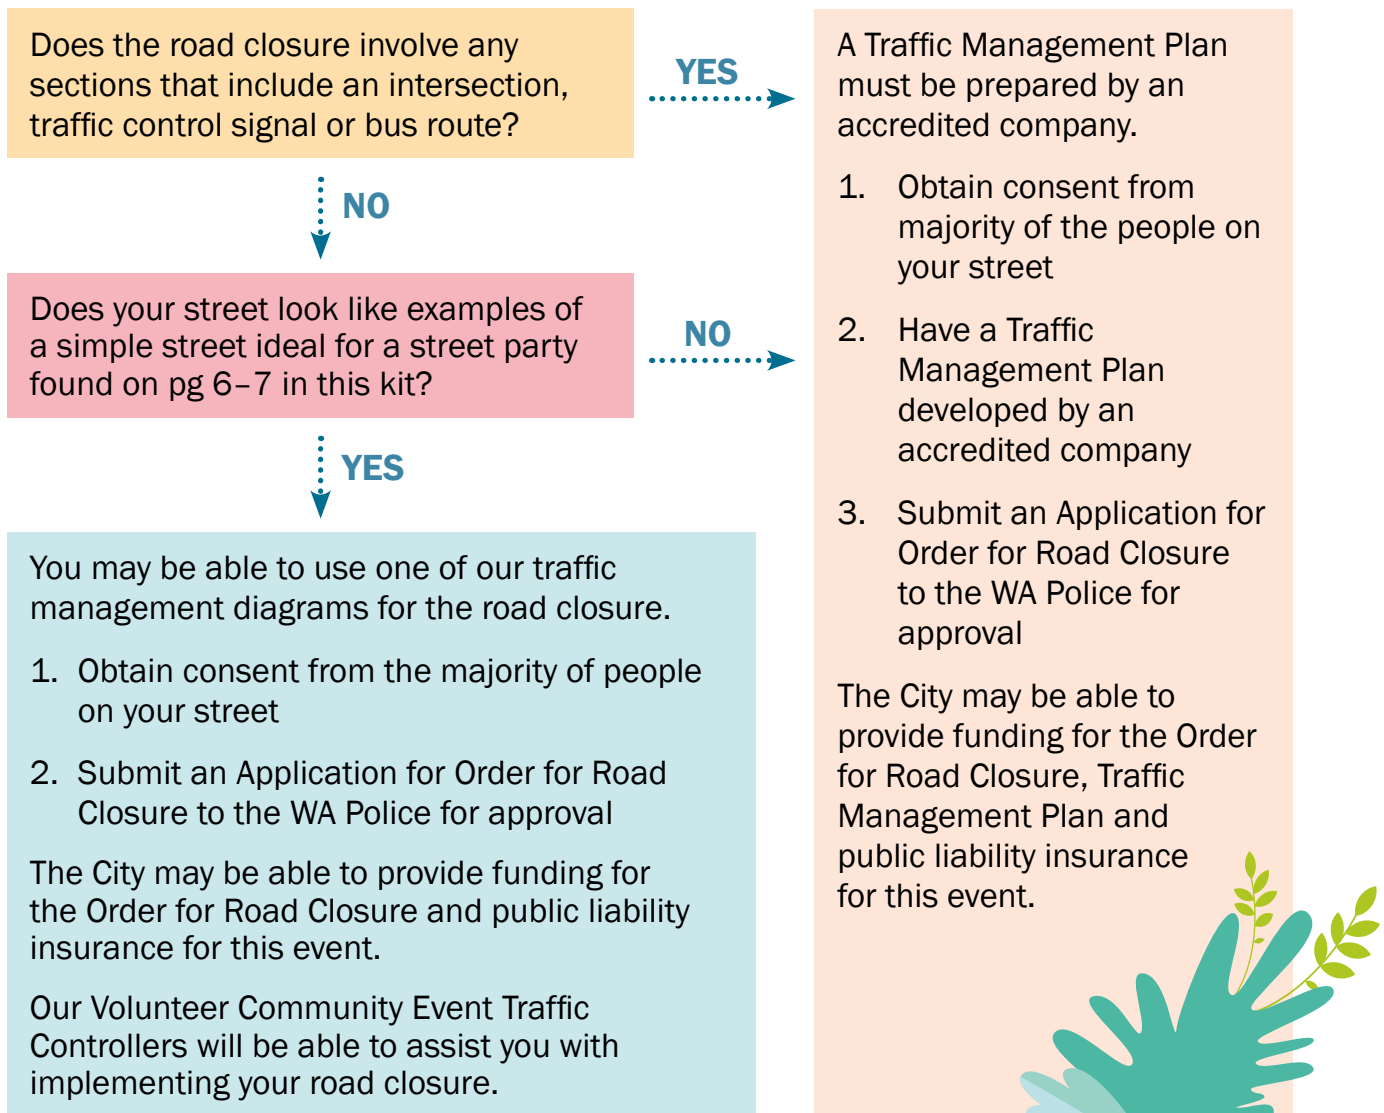 Does the road closure involve any
sections that include an intersection,
traffic control signal or bus route?
YES
NO
Does your street look like examples of
a simple street ideal for a street party
found on pg 6–7 in this kit?
NO
YES
You may be able to use one of our traffic
management diagrams for the road closure.
1. Obtain consent from the majority of people
on your street
2. Submit an Application for Order for Road
Closure to the WA Police for approval
The City may be able to provide funding for
the Order for Road Closure and public liability
insurance for this event.
Our Volunteer Community Event Traffic
Controllers will be able to assist you with
implementing your road closure.
A Traffic Management Plan
must be prepared by an
accredited company.
1. Obtain consent from
majority of the people on
your street
2. Have a Traffic
Management Plan
developed by an
accredited company
3. Submit an Application for
Order for Road Closure
to the WA Police for
approval
The City may be able to
provide funding for the Order
for Road Closure, Traffic
Management Plan and
public liability insurance
for this event.